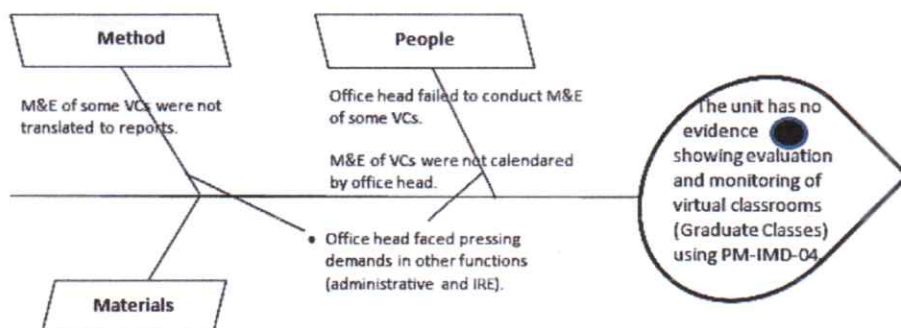 Method
People
M&E of some VCs were not
translated to reports.
Office head failed to conduct M&E
of some VCs.
M&E of VCs were not calendared
by office head.
The unit has no
evidence
showing evaluation
and monitoring of
virtual classrooms
(Graduate Classes)
using PM-IMD-04.
• Office head faced pressing
demands in other functions
(administrative and IRE).
Materials